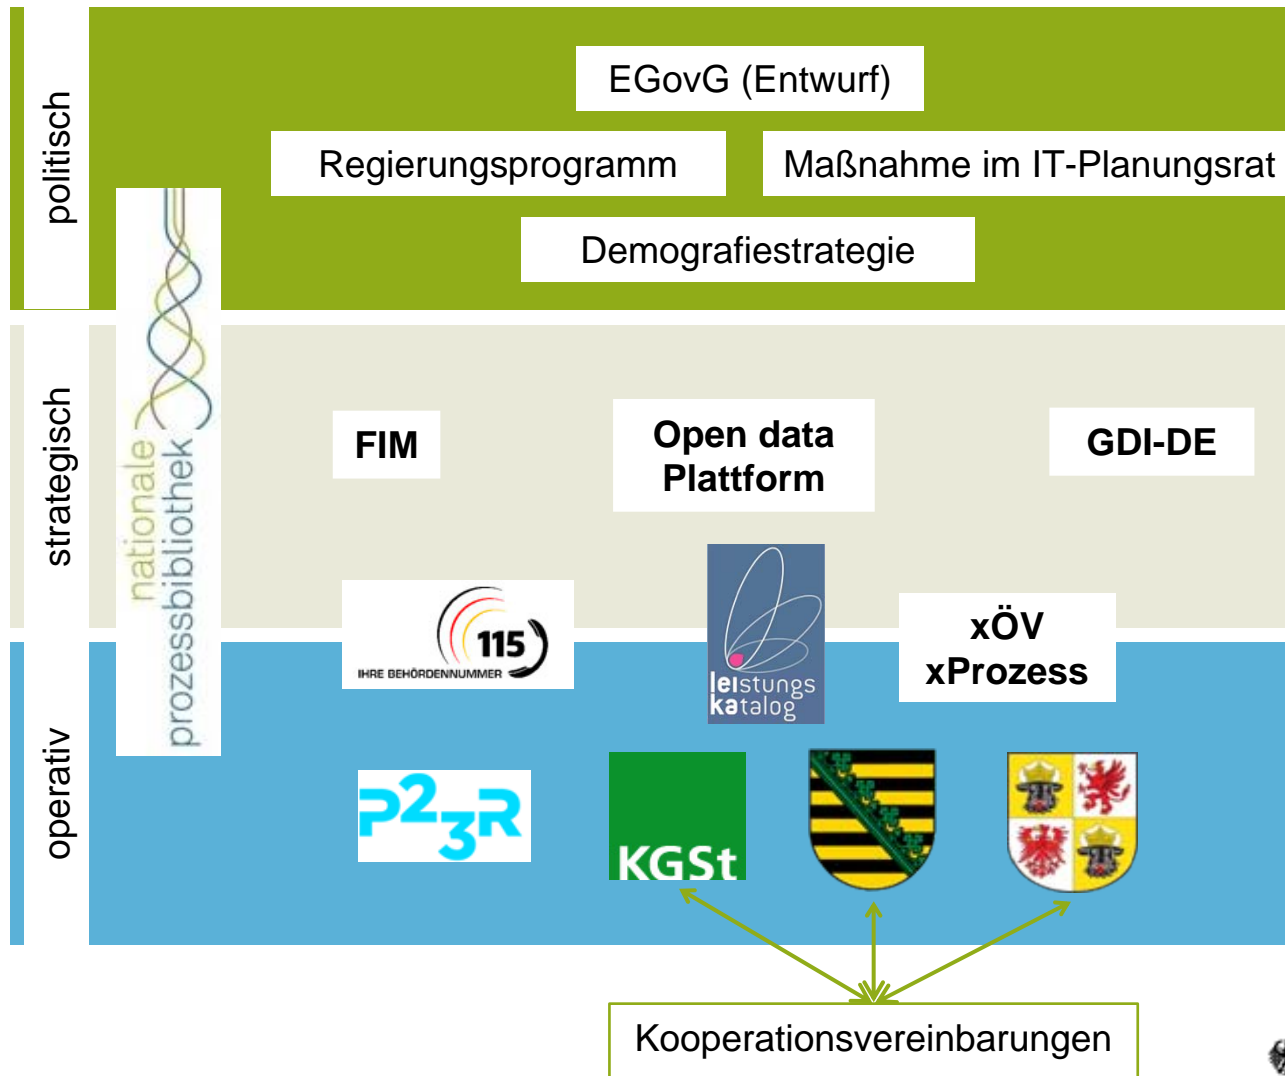 politisch
EGovG (Entwurf)
Regierungsprogramm
Maßnahme im IT-Planungsrat
Demografiestrategie
nationale
prozessbibliothek
strategisch
FIM
Open data
Plattform
GDI-DE
115
IHRE BEHÖRDENNUMMER
leistungs
katalog
xÖV
xProzess
operativ
P23R
KGSt
Kooperationsvereinbarungen